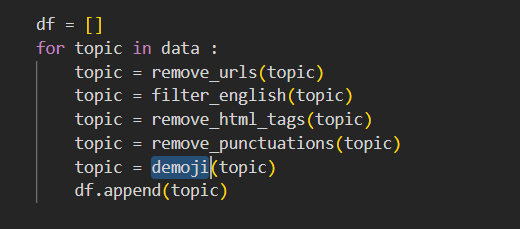 df = []
for topic in data :
    topic = remove_urls(topic)
    topic = filter_english(topic)
    topic = remove_html_tags(topic)
    topic = remove_punctuations(topic)
    topic = demoji(topic)
    df.append(topic)